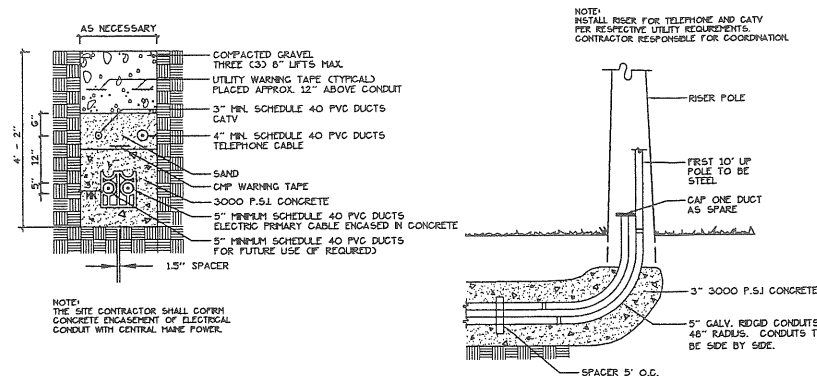 AS NECESSARY
4' - 2"
6"
12"
5"
3"
MIN.
COMPACTED GRAVEL
THREE (3) 8" LIFTS MAX.
UTILITY WARNING TAPE (TYPICAL)
PLACED APPROX. 12" ABOVE CONDUIT
3" MIN. SCHEDULE 40 PVC DUCTS
CATV
4" MIN. SCHEDULE 40 PVC DUCTS
TELEPHONE CABLE
SAND
CMP WARNING TAPE
3000 P.S.I. CONCRETE
5" MINIMUM SCHEDULE 40 PVC DUCTS
ELECTRIC PRIMARY CABLE ENCASED IN CONCRETE
5" MINIMUM SCHEDULE 40 PVC DUCTS
FOR FUTURE USE (IF REQUIRED)
1.5" SPACER
NOTE:
THE SITE CONTRACTOR SHALL COFIRM
CONCRETE ENCASEMENT OF ELECTRICAL
CONDUIT WITH CENTRAL MAINE POWER.
NOTE:
INSTALL RISER FOR TELEPHONE AND CATV
PER RESPECTIVE UTILITY REQUIREMENTS.
CONTRACTOR RESPONSIBLE FOR COORDINATION.
RISER POLE
FIRST 10' UP
POLE TO BE
STEEL
CAP ONE DUCT
AS SPARE
3" 3000 P.S.I CONCRETE
5" GALV. RIDGID CONDUITS
48" RADIUS. CONDUITS T
BE SIDE BY SIDE.
SPACER 5' O.C.